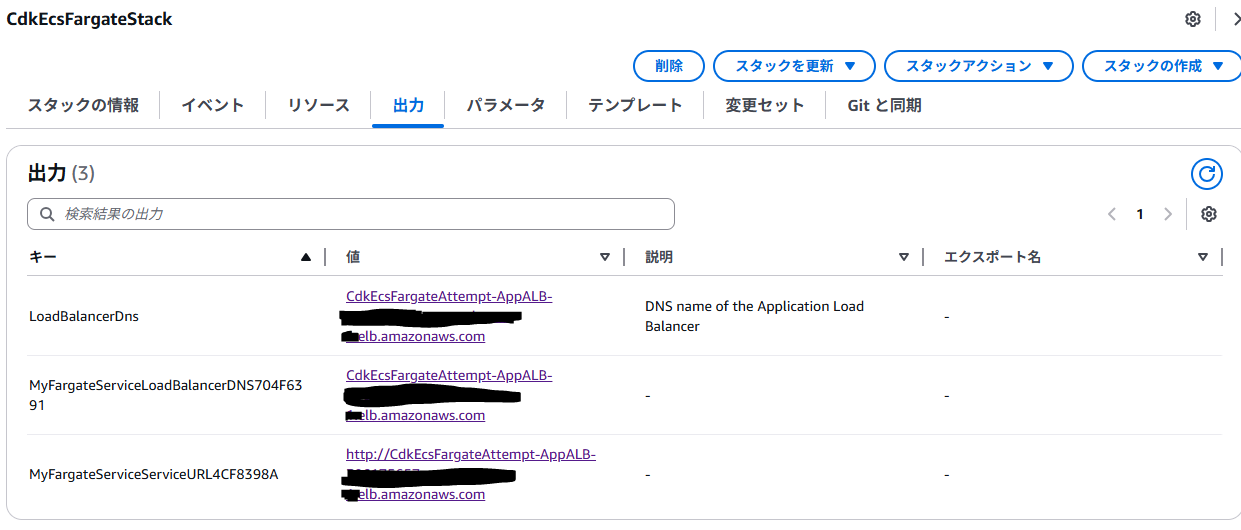 CdkEcsFargateStack
削除
スタックを更新
スタックアクション
スタックの作成
スタックの情報
イベント
リソース
出力
パラメータ
テンプレート
変更セット
Git と同期
出力 (3)
検索結果の出力
1
キー
値
説明
エクスポート名
LoadBalancerDns
CdkEcsFargateAttempt-AppALB-
elb.amazonaws.com
DNS name of the Application Load
Balancer
-
MyFargateServiceLoadBalancerDNS704F63
91
CdkEcsFargateAttempt-AppALB-
elb.amazonaws.com
-
-
MyFargateServiceServiceURL4CF8398A
http://CdkEcsFargateAttempt-AppALB-
elb.amazonaws.com
-
-